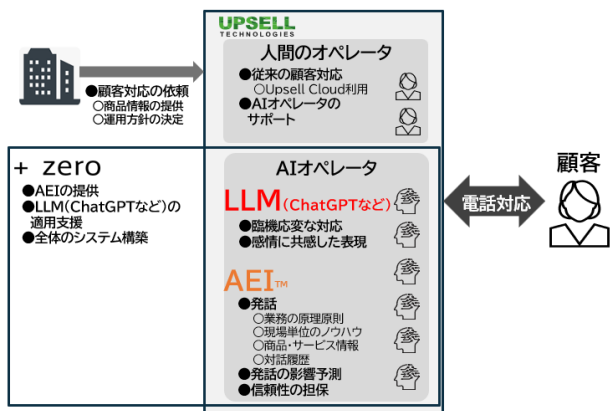 UPSELL
TECHNOLOGIES
人間のオペレータ
●従来の顧客対応
○Upsell Cloud利用
●AIオペレータの
サポート
●顧客対応の依頼
○商品情報の提供
○運用方針の決定
+ zero
●AEIの提供
●LLM(ChatGPTなど)の
適用支援
●全体のシステム構築
AIオペレータ
LLM(ChatGPTなど)
●臨機応変な対応
●感情に共感した表現
AEI™
●発話
○業務の原理原則
○現場単位のノウハウ
○商品・サービス情報
○対話履歴
●発話の影響予測
●信頼性の担保
電話対応
顧客